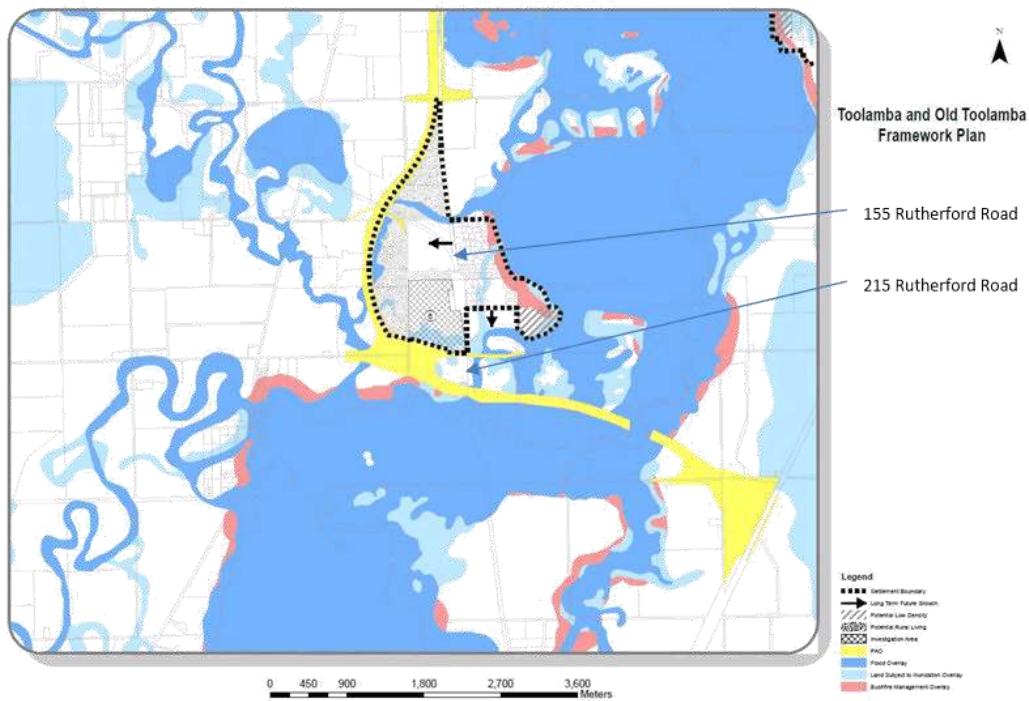 N
Toolamba and Old Toolamba
Framework Plan
155 Rutherford Road
215 Rutherford Road
Legend
Settlement Boundary
Long Term Future Growth
Potential Low Density
Potential Rural Living
Investigation Area
PAO
Flood Overlay
Land Subject to Inundation Overlay
Bushfire Management Overlay
0 450 900 1,800 2,700 3,600
Meters